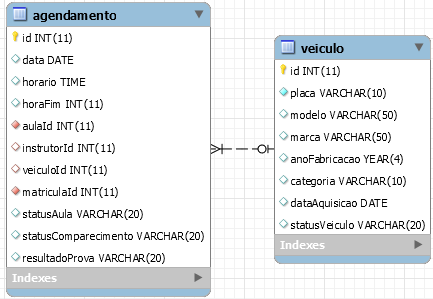 agendamento
id INT(11)
data DATE
horario TIME
horaFim INT(11)
aulaId INT(11)
instrutorId INT(11)
veiculoId INT(11)
matriculaId INT(11)
statusAula VARCHAR(20)
statusComparecimento VARCHAR(20)
resultadoProva VARCHAR(20)
Indexes
veiculo
id INT(11)
placa VARCHAR(10)
modelo VARCHAR(50)
marca VARCHAR(50)
anoFabricacao YEAR(4)
categoria VARCHAR(10)
dataAquisicao DATE
statusVeiculo VARCHAR(20)
Indexes